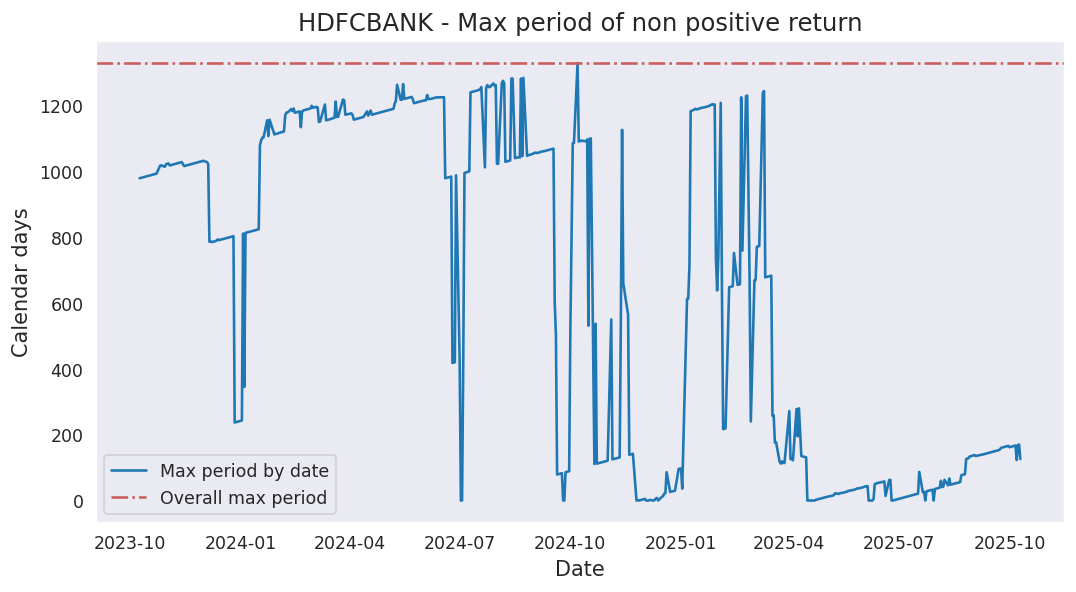 HDFCBANK - Max period of non positive return
Calendar days
1200
1000
800
600
400
200
0
Max period by date
Overall max period
2023-10 2024-01 2024-04 2024-07 2024-10 2025-01 2025-04 2025-07 2025-10
Date